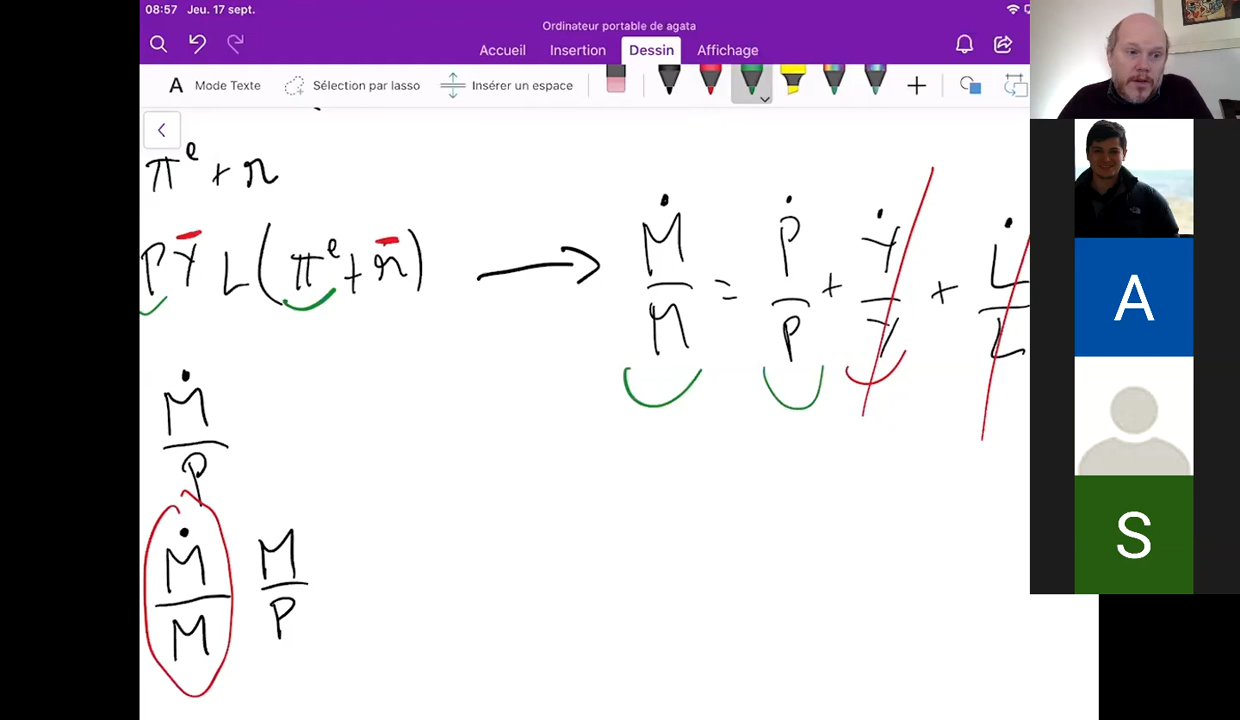 08:57 Jeu. 17 sept.
Ordinateur portable de agata
Accueil Insertion Dessin Affichage
A Mode Texte Sélection par lasso Insérer un espace
πᵉ + r
P Ȳ L(πᵉ + r̄) ⟶ Ṁ/M = Ṗ/P + Ẏ/Y + L̇/L
Ṁ/P
Ṁ/M M/P
A
S